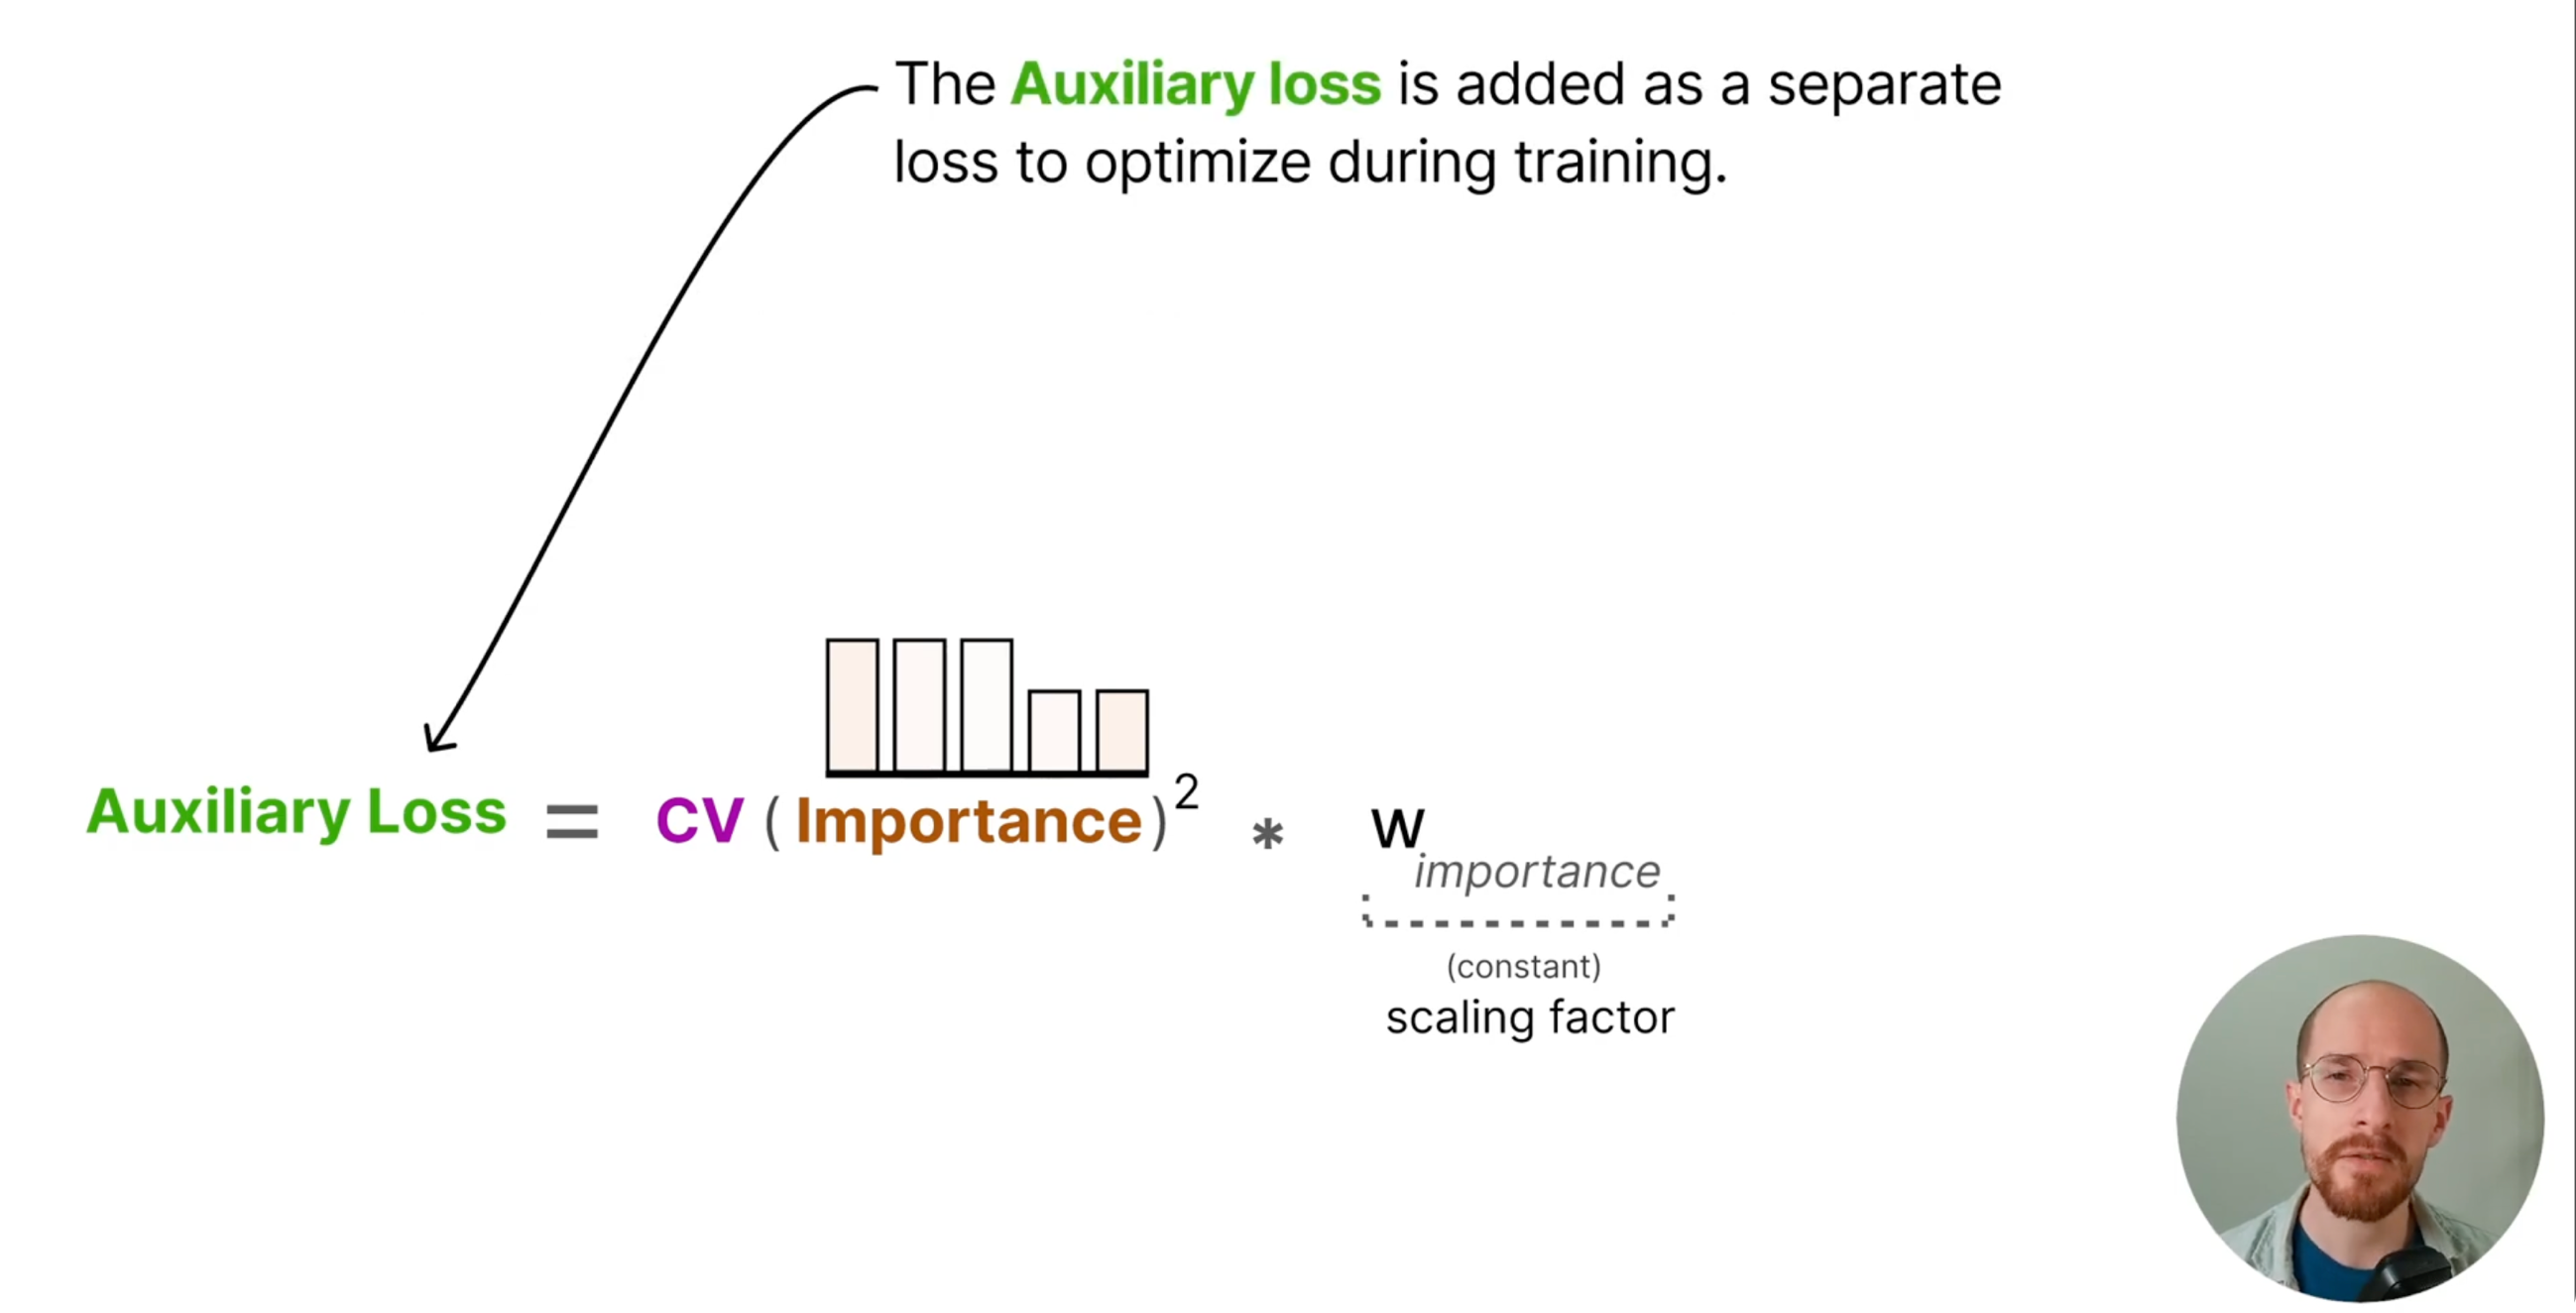 The Auxiliary loss is added as a separate
loss to optimize during training.
Auxiliary Loss = CV ( Importance )² * w importance
(constant)
scaling factor